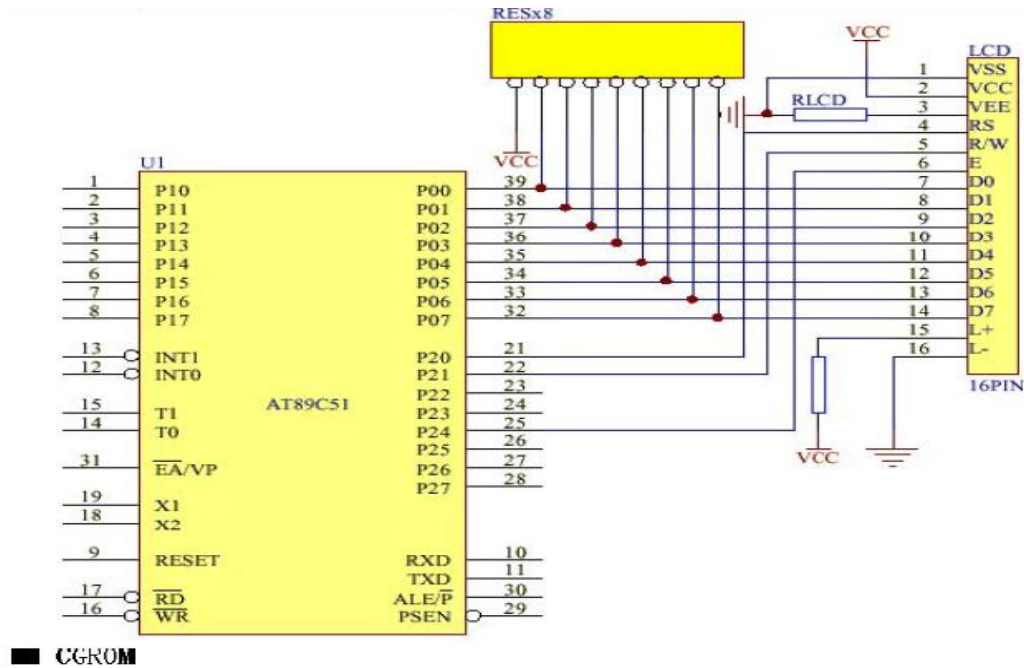 RESx8
VCC
LCD
1 VSS
2 VCC
RLCD 3 VEE
4 RS
5 R/W
6 E
7 D0
8 D1
9 D2
10 D3
11 D4
12 D5
13 D6
14 D7
15 L+
16 L-
16PIN
VCC
VCC
U1
1 P10 P00 39
2 P11 P01 38
3 P12 P02 37
4 P13 P03 36
5 P14 P04 35
6 P15 P05 34
7 P16 P06 33
8 P17 P07 32
13 INT1 P20 21
12 INT0 P21 22
P22 23
15 T1 P23 24
14 T0 P24 25
P25 26
31 EA/VP P26 27
P27 28
AT89C51
19 X1
18 X2
9 RESET RXD 10
TXD 11
17 RD ALE/P 30
16 WR PSEN 29
CGROM